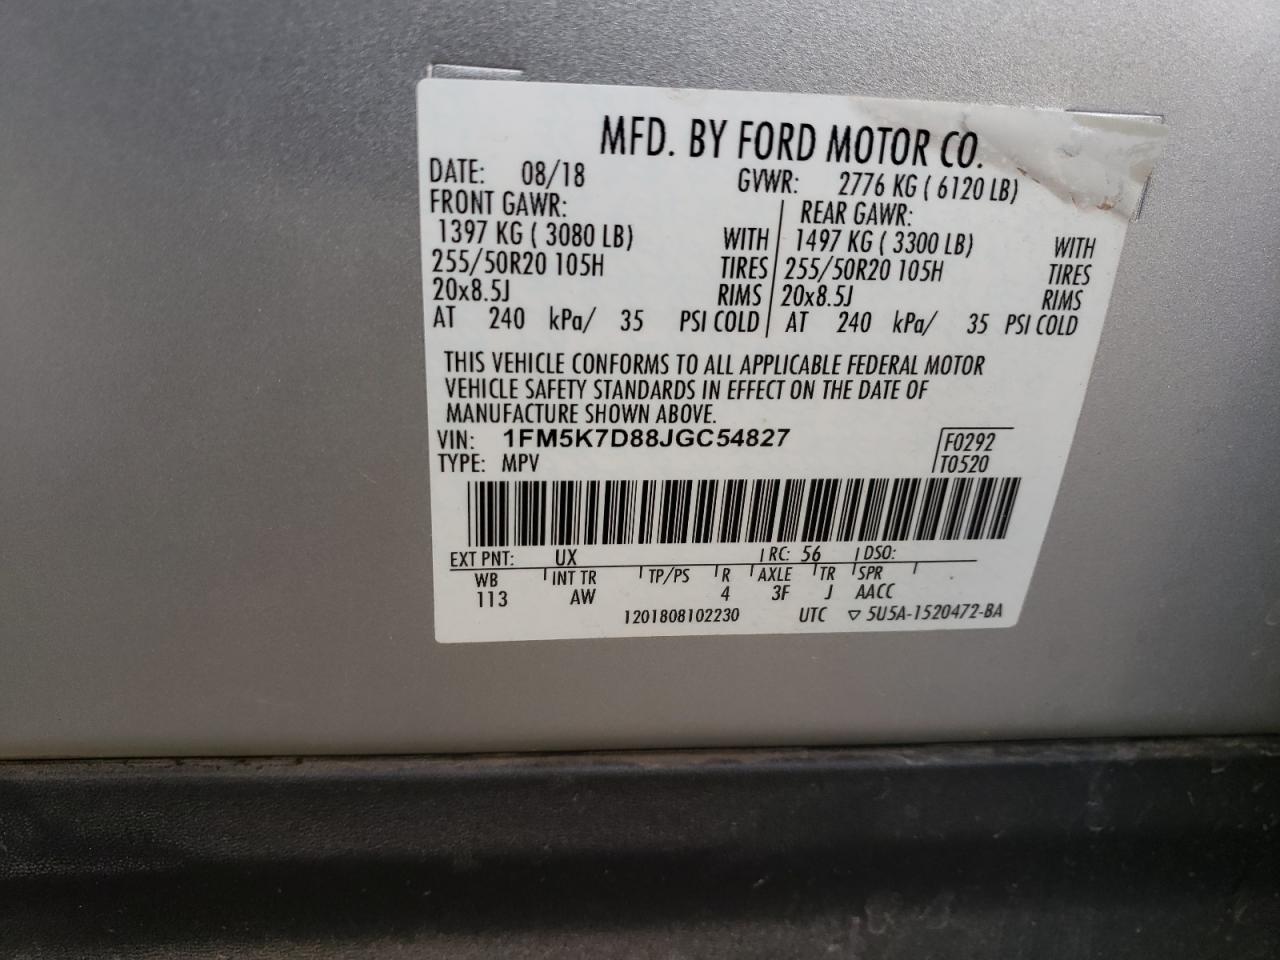 MFD. BY FORD MOTOR CO.
DATE: 08/18 GVWR: 2776 KG ( 6120 LB)
FRONT GAWR: REAR GAWR:
1397 KG ( 3080 LB) WITH 1497 KG ( 3300 LB) WITH
255/50R20 105H TIRES 255/50R20 105H TIRES
20x8.5J RIMS 20x8.5J RIMS
AT 240 kPa/ 35 PSI COLD AT 240 kPa/ 35 PSI COLD
THIS VEHICLE CONFORMS TO ALL APPLICABLE FEDERAL MOTOR
VEHICLE SAFETY STANDARDS IN EFFECT ON THE DATE OF
MANUFACTURE SHOWN ABOVE.
VIN: 1FM5K7D88JGC54827 F0292
TYPE: MPV T0520
EXT PNT: UX RC: 56 DSO:
WB INT TR TP/PS R AXLE TR SPR
113 AW 4 3F J AACC
1201808102230 UTC ▽ 5U5A-1520472-BA